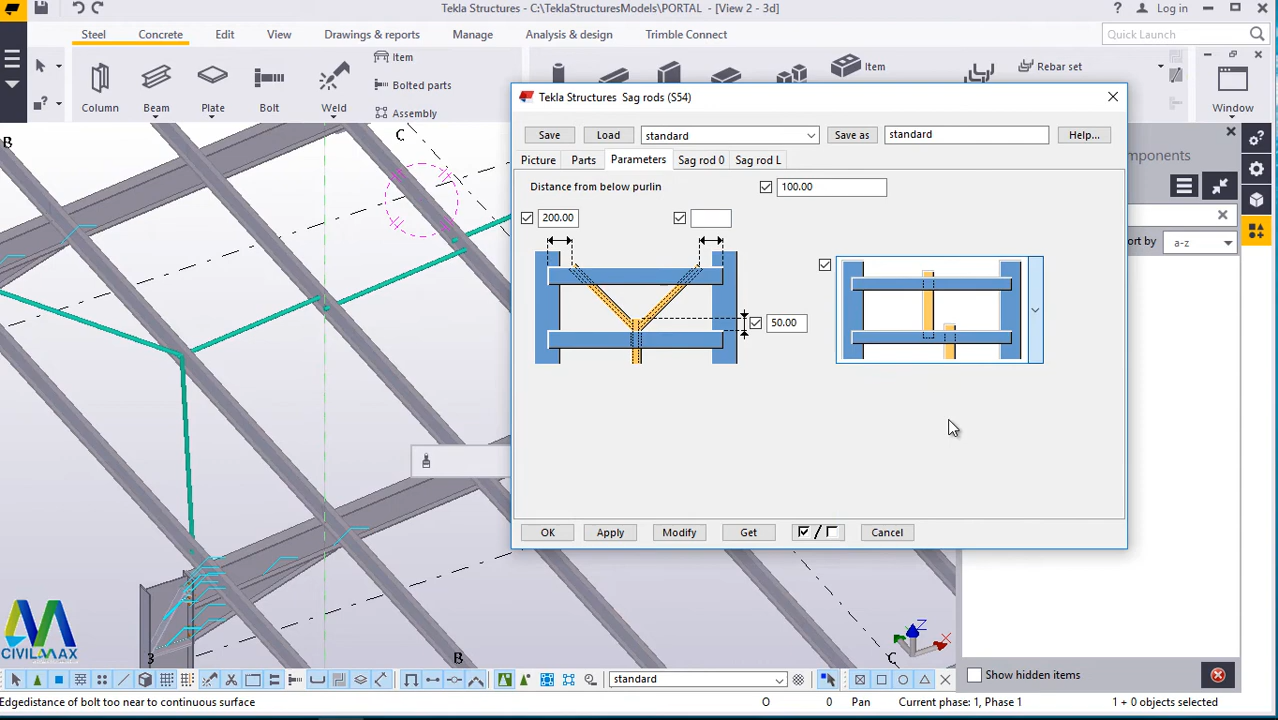 Tekla Structures - C:\TeklaStructuresModels\PORTAL - [View 2 - 3d]
? Log in
Steel Concrete Edit View Drawings & reports Manage Analysis & design Trimble Connect Quick Launch
Item
Bolted parts
Assembly
Column Beam Plate Bolt Weld
Item
Rebar set
Window
Tekla Structures Sag rods (S54)
Save Load standard Save as standard Help...
Picture Parts Parameters Sag rod 0 Sag rod L
Distance from below purlin 100.00
200.00
50.00
OK Apply Modify Get / Cancel
omponents
ort by a-z
B
C
3
B
C
Z
x
CIVILMAX
standard
Show hidden items
Edgedistance of bolt too near to continuous surface O 0 Pan Current phase: 1, Phase 1 1 + 0 objects selected